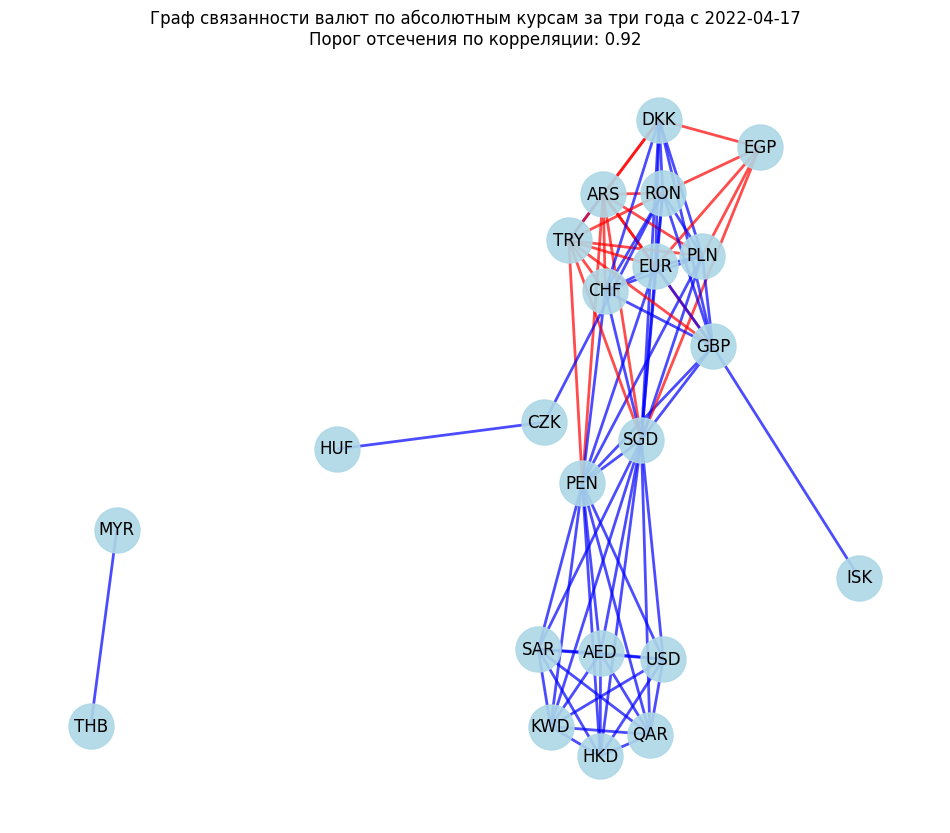 Граф связанности валют по абсолютным курсам за три года с 2022-04-17
Порог отсечения по корреляции: 0.92
DKK
EGP
ARS
RON
TRY
EUR
PLN
CHF
GBP
CZK
SGD
HUF
PEN
MYR
ISK
SAR
AED
USD
THB
KWD
QAR
HKD